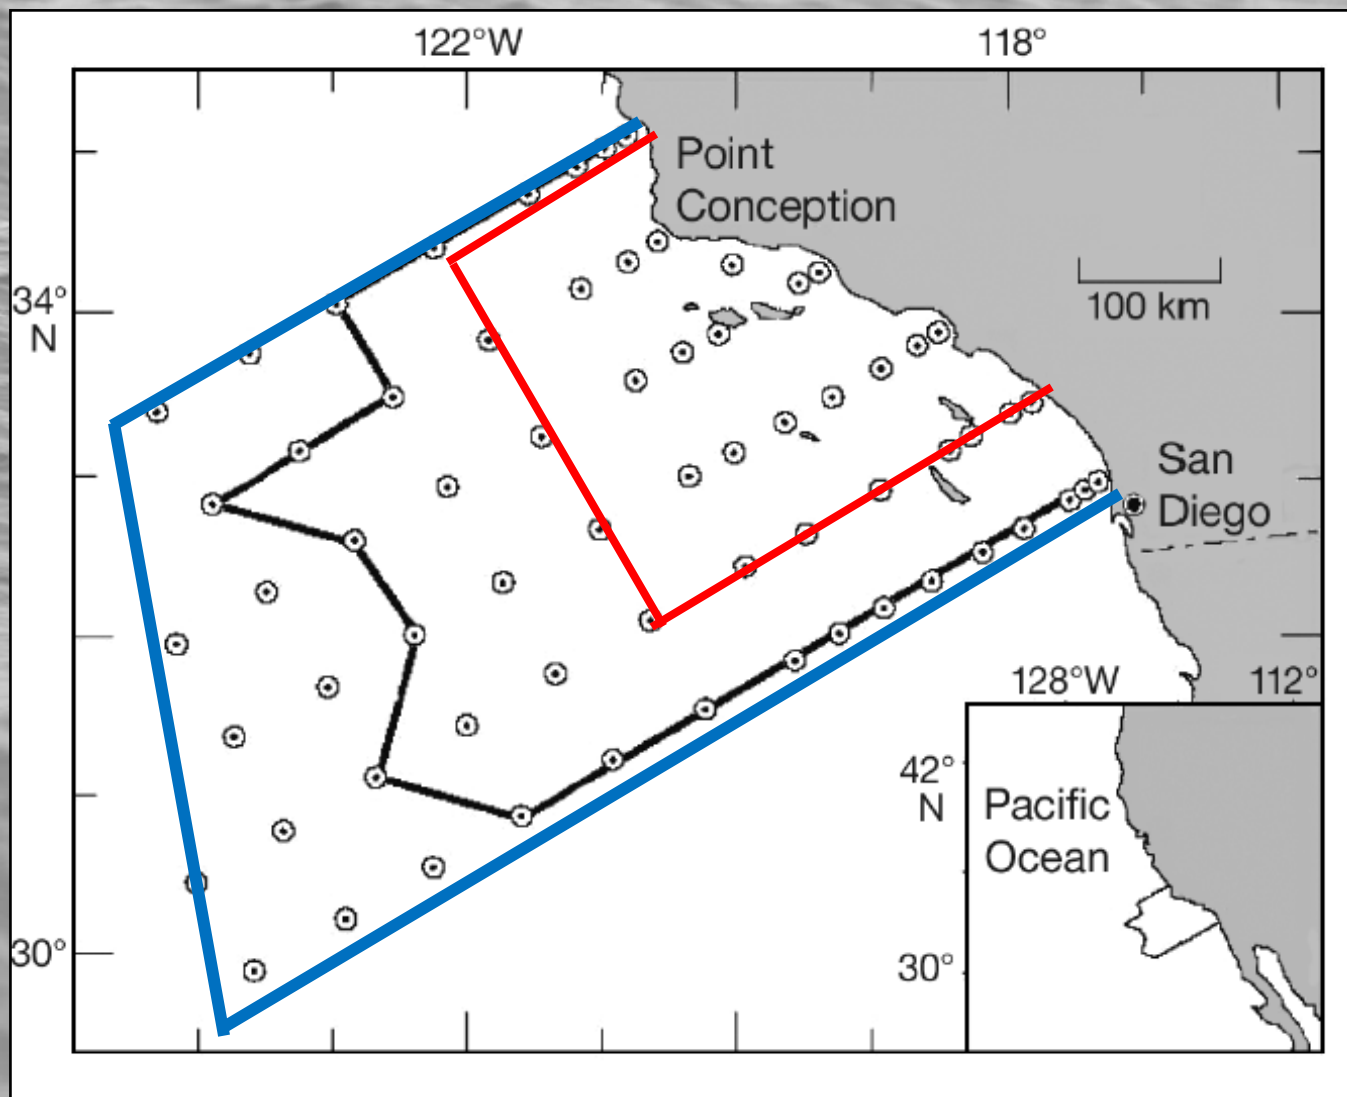 122°W
118°
Point
Conception
34°
N
100 km
San
Diego
128°W
112°
42°
N
Pacific
Ocean
30°
30°